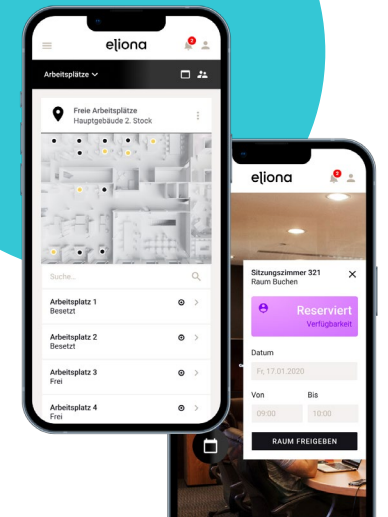 eliona
2
Arbeitsplätze
Freie Arbeitsplätze
Hauptgebäude 2. Stock
Suche...
Arbeitsplatz 1
Besetzt
Arbeitsplatz 2
Besetzt
Arbeitsplatz 3
Frei
Arbeitsplatz 4
Frei
eliona
Sitzungszimmer 321
Raum Buchen
Reserviert
Verfügbarkeit
Datum
Fr, 17.01.2020
Von Bis
09:00 10:00
RAUM FREIGEBEN